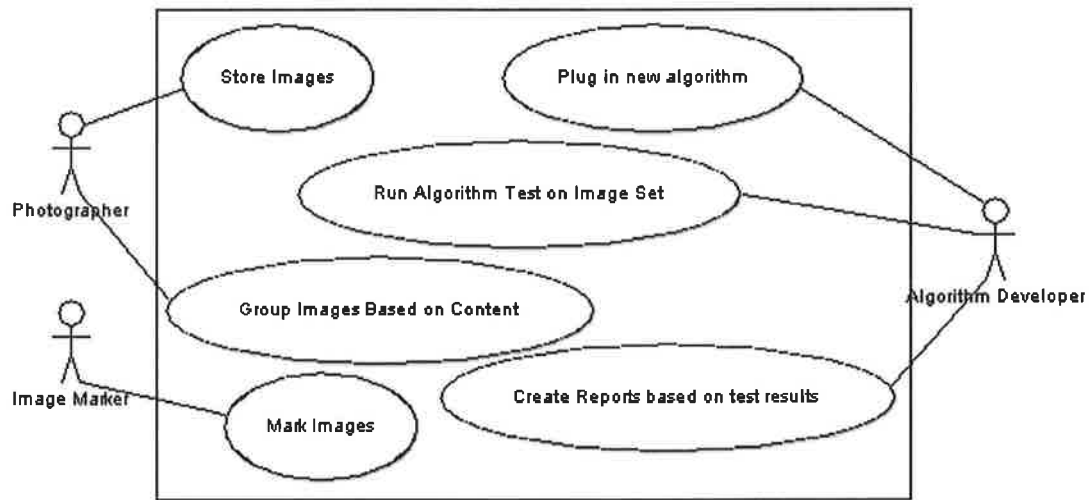 Store Images
Plug in new algorithm
Run Algorithm Test on Image Set
Photographer
Group Images Based on Content
Algorithm Developer
Image Marker
Create Reports based on test results
Mark Images